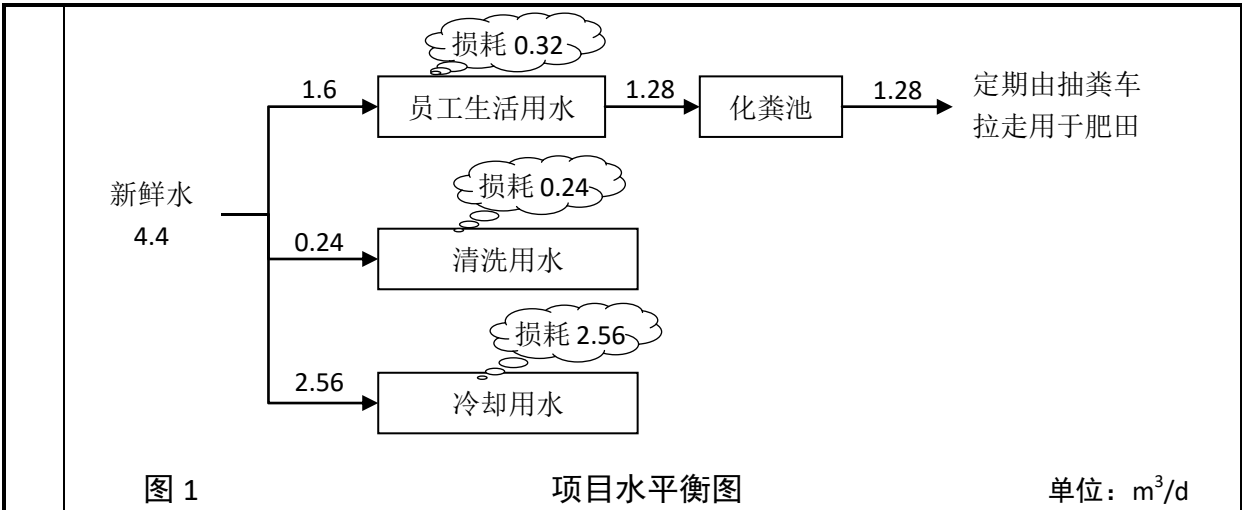 损耗 0.32
1.6
员工生活用水
1.28
化粪池
1.28
定期由抽粪车
拉走用于肥田
损耗 0.24
新鲜水
4.4
0.24
清洗用水
损耗 2.56
2.56
冷却用水
图 1 项目水平衡图 单位：m³/d